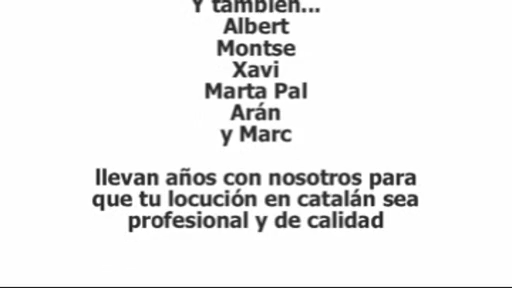 Y también...
Albert
Montse
Xavi
Marta Pal
Arán
y Marc
llevan años con nosotros para
que tu locución en catalán sea
profesional y de calidad